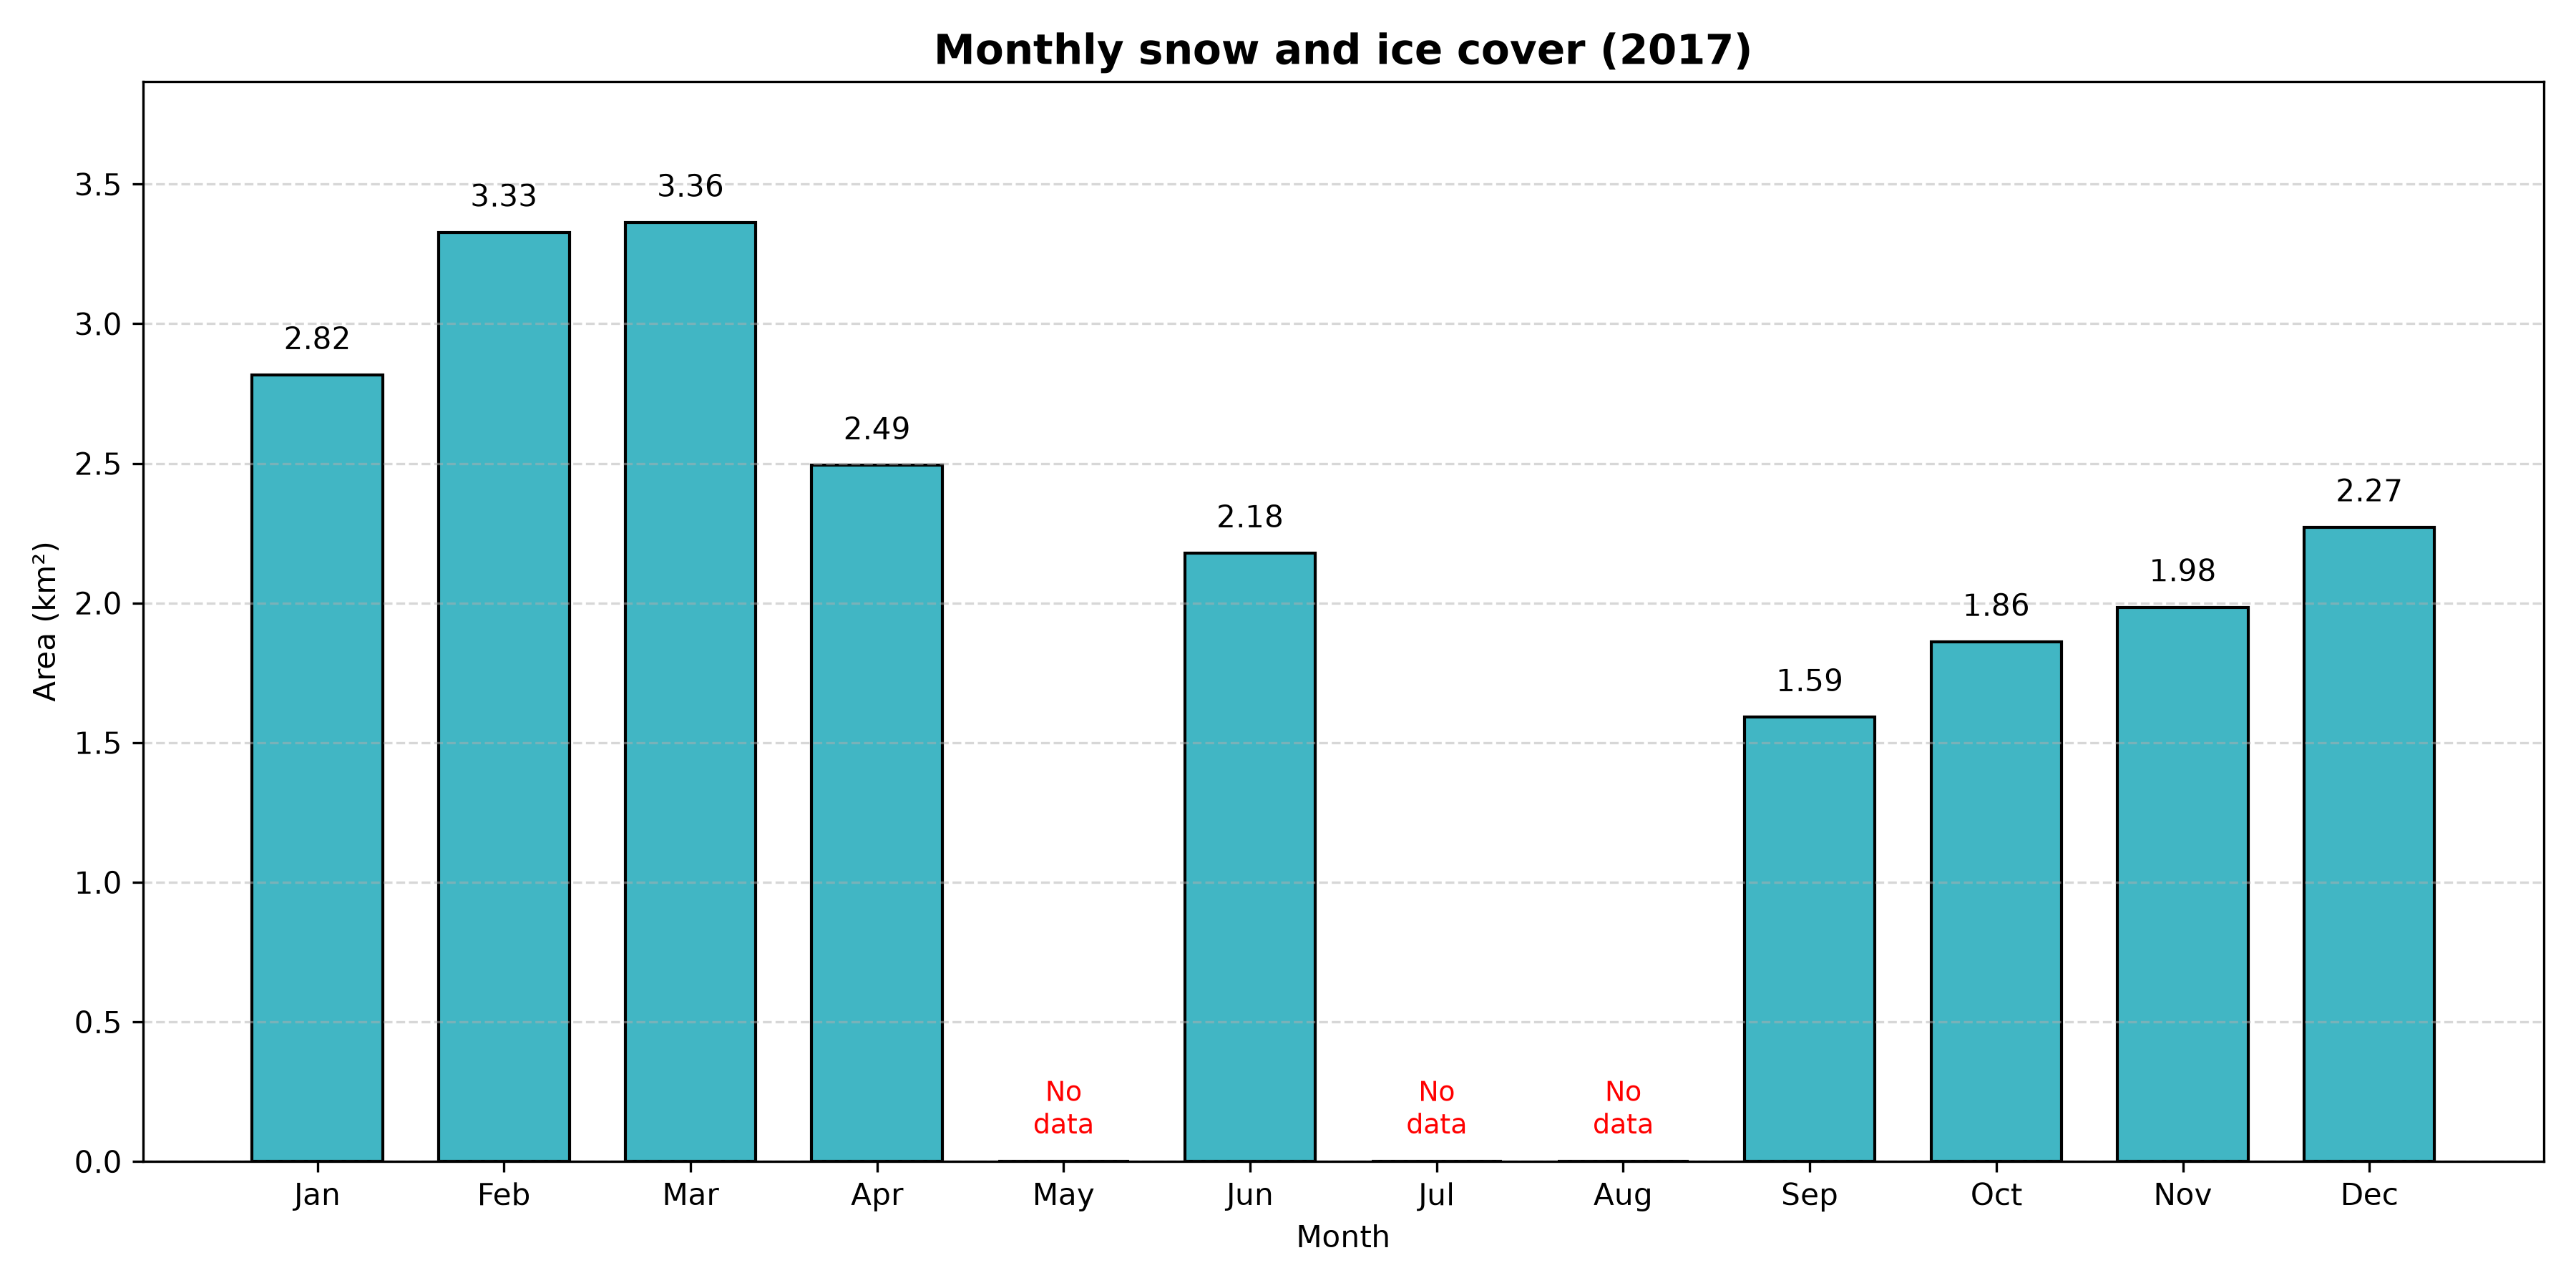 Monthly snow and ice cover (2017)
Area (km²)
3.5
3.0
2.5
2.0
1.5
1.0
0.5
0.0
2.82
3.33
3.36
2.49
No
data
2.18
No
data
No
data
1.59
1.86
1.98
2.27
Jan Feb Mar Apr May Jun Jul Aug Sep Oct Nov Dec
Month